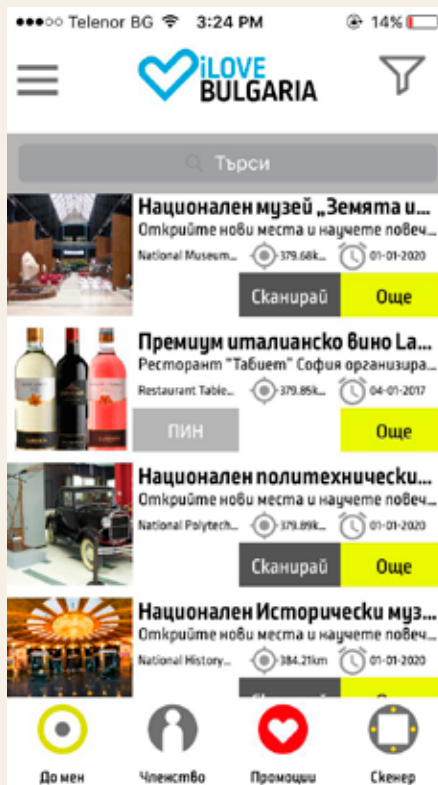 Telenor BG 3:24 PM 14%
iLOVE
BULGARIA
Търси
Национален музей „Земята и...
Открийте нови места и научете повеч...
National Museum... 379.68k... 01-01-2020
Сканирай Още
Премиум италианско вино La...
Ресторант "Табиет" София организира...
Restaurant Table... 379.85k... 04-01-2017
ПИН Още
Национален политехнически...
Открийте нови места и научете повеч...
National Polytech... 379.89k... 01-01-2020
Сканирай Още
Национален Исторически муз...
Открийте нови места и научете повеч...
National History... 384.21km 01-01-2020
До мен Членство Промоции Скенер